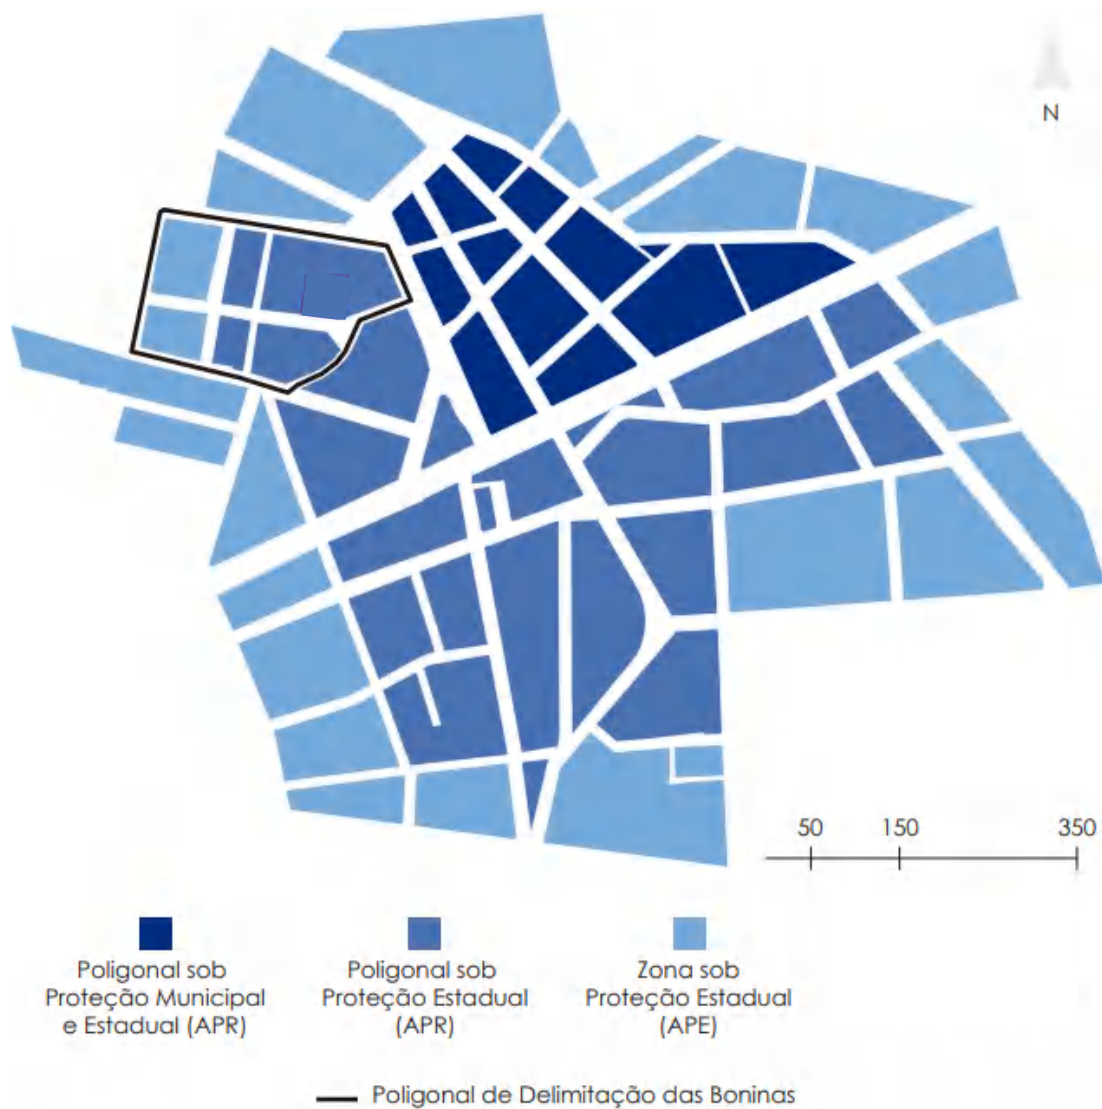 N
50 150 350
Poligonal sob
Proteção Municipal
e Estadual (APR)
Poligonal sob
Proteção Estadual
(APR)
Zona sob
Proteção Estadual
(APE)
Poligonal de Delimitação das Boninas